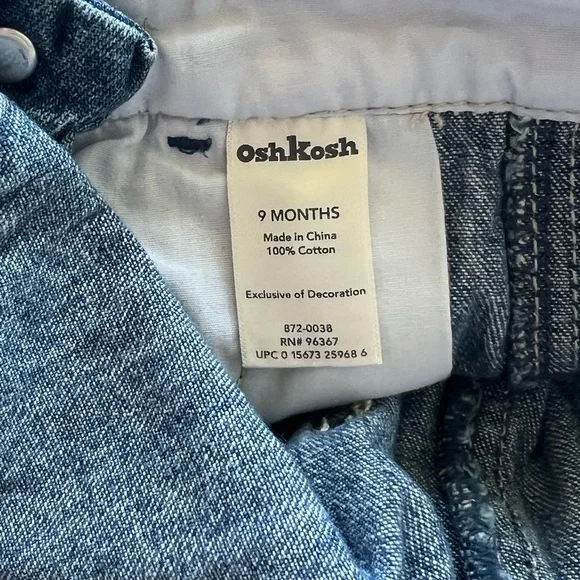 OshKosh
9 MONTHS
Made in China
100% Cotton
Exclusive of Decoration
872-0038
RN# 96367
UPC 0 15673 25968 6